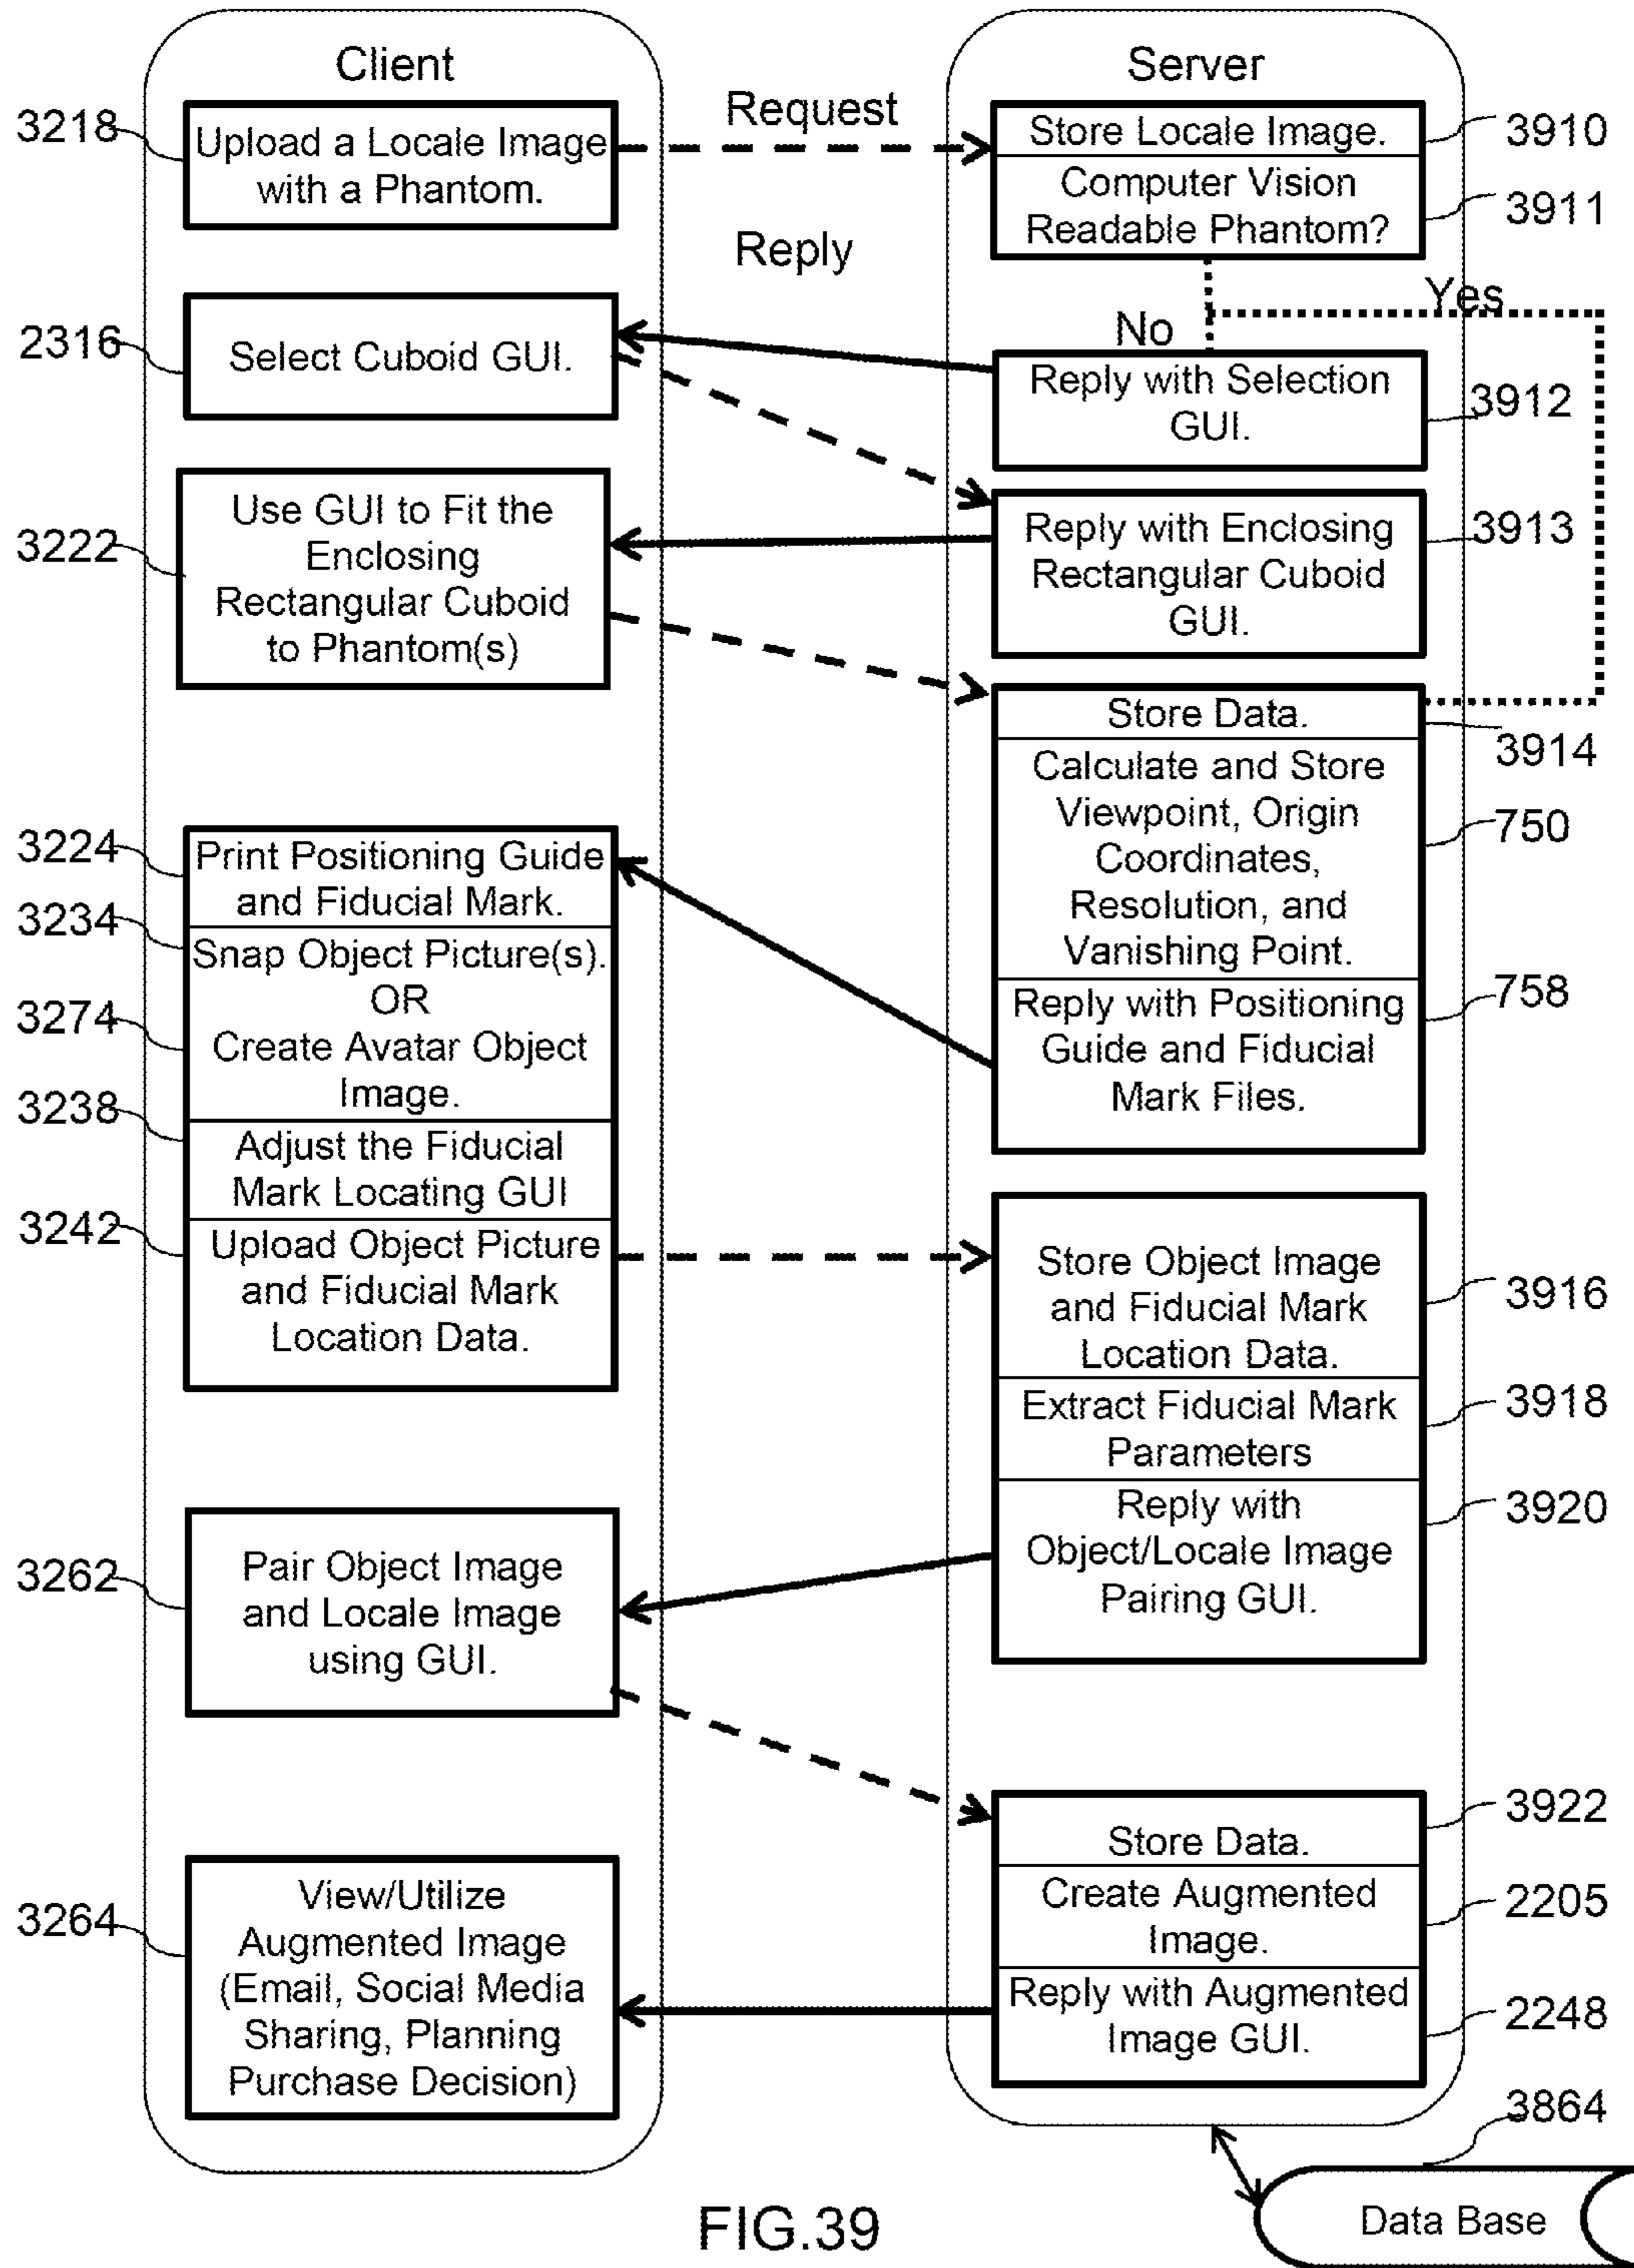 Client
Server
3218
Upload a Locale Image
with a Phantom.
Request
Store Locale Image.
3910
Computer Vision
Readable Phantom?
3911
Reply
Yes
No
2316
Select Cuboid GUI.
Reply with Selection
GUI.
3912
3222
Use GUI to Fit the
Enclosing
Rectangular Cuboid
to Phantom(s)
Reply with Enclosing
Rectangular Cuboid
GUI.
3913
Store Data.
3914
Calculate and Store
Viewpoint, Origin
Coordinates,
Resolution, and
Vanishing Point.
750
Reply with Positioning
Guide and Fiducial
Mark Files.
758
3224
Print Positioning Guide
and Fiducial Mark.
3234
Snap Object Picture(s).
OR
3274
Create Avatar Object
Image.
3238
Adjust the Fiducial
Mark Locating GUI
3242
Upload Object Picture
and Fiducial Mark
Location Data.
Store Object Image
and Fiducial Mark
Location Data.
3916
Extract Fiducial Mark
Parameters
3918
Reply with
Object/Locale Image
Pairing GUI.
3920
3262
Pair Object Image
and Locale Image
using GUI.
Store Data.
3922
Create Augmented
Image.
2205
Reply with Augmented
Image GUI.
2248
3264
View/Utilize
Augmented Image
(Email, Social Media
Sharing, Planning
Purchase Decision)
3864
Data Base
FIG.39